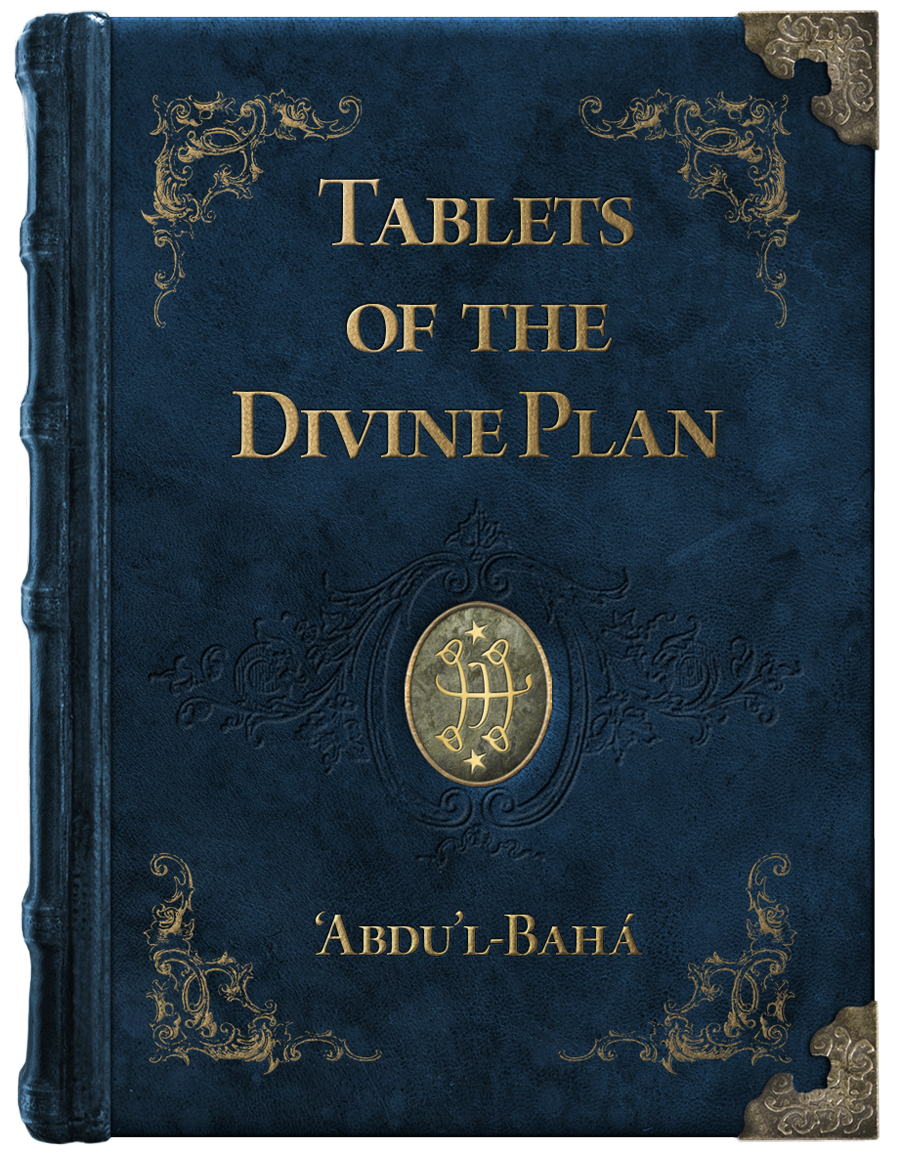 TABLETS
OF THE
DIVINE PLAN
‘ABDU’L-BAHÁ